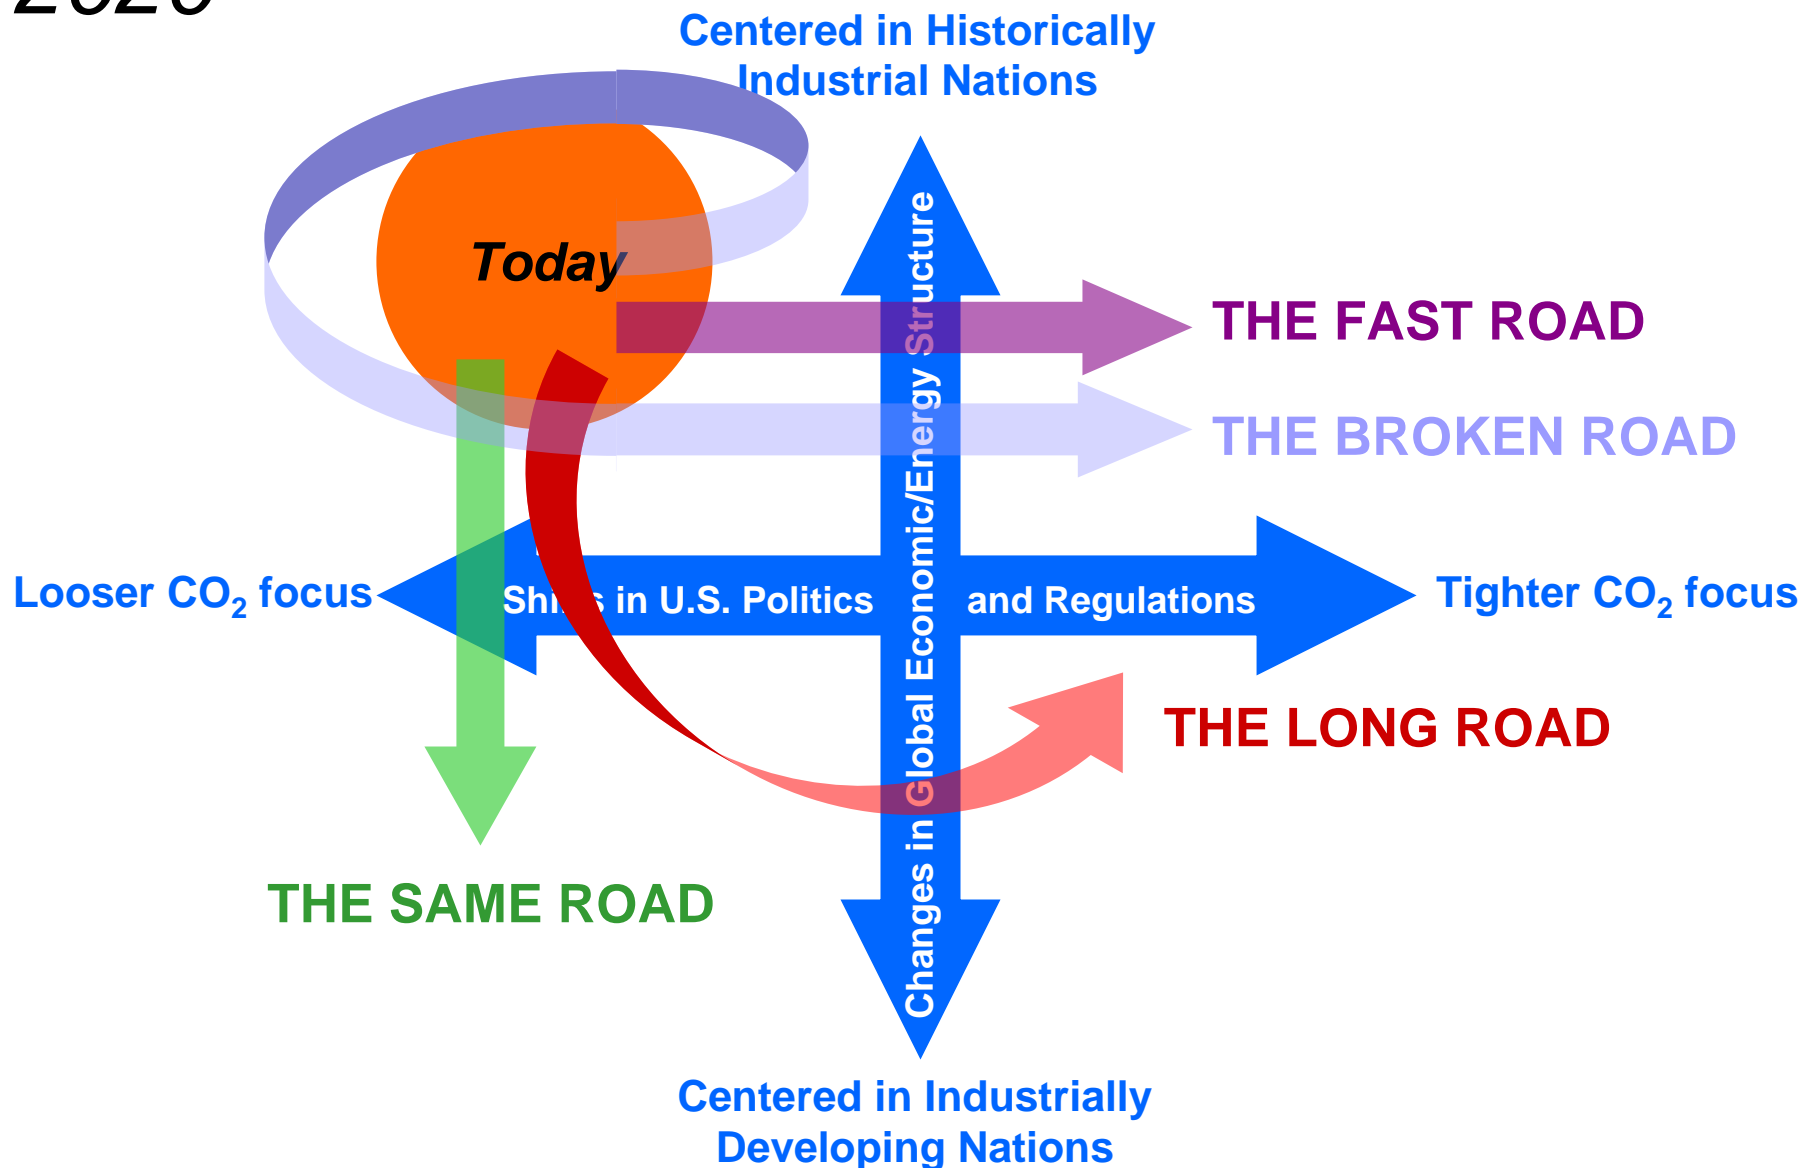 Centered in Historically
Industrial Nations
Today
THE FAST ROAD
THE BROKEN ROAD
Changes in Global Economic/Energy Structure
Looser CO₂ focus
Shifts in U.S. Politics and Regulations
Tighter CO₂ focus
THE LONG ROAD
THE SAME ROAD
Centered in Industrially
Developing Nations